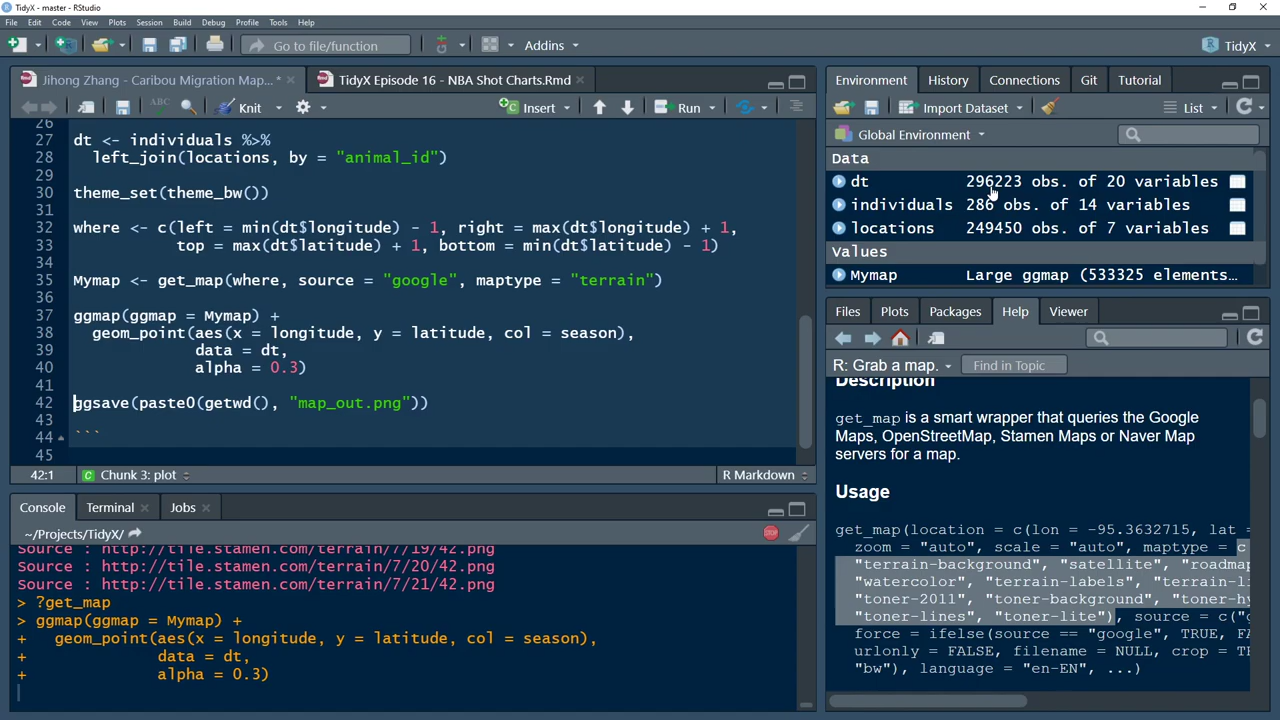 TidyX - master - RStudio
File Edit Code View Plots Session Build Debug Profile Tools Help
Go to file/function
Addins
TidyX
Jihong Zhang - Caribou Migration Map...*
TidyX Episode 16 - NBA Shot Charts.Rmd
ABC
Knit
Insert
Run
26
27 dt <- individuals %>%
28 left_join(locations, by = "animal_id")
29
30 theme_set(theme_bw())
31
32 where <- c(left = min(dt$longitude) - 1, right = max(dt$longitude) + 1,
33 top = max(dt$latitude) + 1, bottom = min(dt$latitude) - 1)
34
35 Mymap <- get_map(where, source = "google", maptype = "terrain")
36
37 ggmap(ggmap = Mymap) +
38 geom_point(aes(x = longitude, y = latitude, col = season),
39 data = dt,
40 alpha = 0.3)
41
42 ggsave(paste0(getwd(), "map_out.png"))
43
44 ```
45
42:1 Chunk 3: plot R Markdown
Console Terminal Jobs
~/Projects/TidyX/
Source : http://tile.stamen.com/terrain/7/19/42.png
Source : http://tile.stamen.com/terrain/7/20/42.png
Source : http://tile.stamen.com/terrain/7/21/42.png
> ?get_map
> ggmap(ggmap = Mymap) +
+ geom_point(aes(x = longitude, y = latitude, col = season),
+ data = dt,
+ alpha = 0.3)
Environment History Connections Git Tutorial
Import Dataset List
Global Environment
Data
dt 296223 obs. of 20 variables
individuals 286 obs. of 14 variables
locations 249450 obs. of 7 variables
Values
Mymap Large ggmap (533325 elements...
Files Plots Packages Help Viewer
R: Grab a map. Find in Topic
Description
get_map is a smart wrapper that queries the Google
Maps, OpenStreetMap, Stamen Maps or Naver Map
servers for a map.
Usage
get_map(location = c(lon = -95.3632715, lat =
zoom = "auto", scale = "auto", maptype = c
"terrain-background", "satellite", "roadmap
"watercolor", "terrain-labels", "terrain-li
"toner-2011", "toner-background", "toner-hy
"toner-lines", "toner-lite"), source = c("g
force = ifelse(source == "google", TRUE, FA
urlonly = FALSE, filename = NULL, crop = TR
"bw"), language = "en-EN", ...)